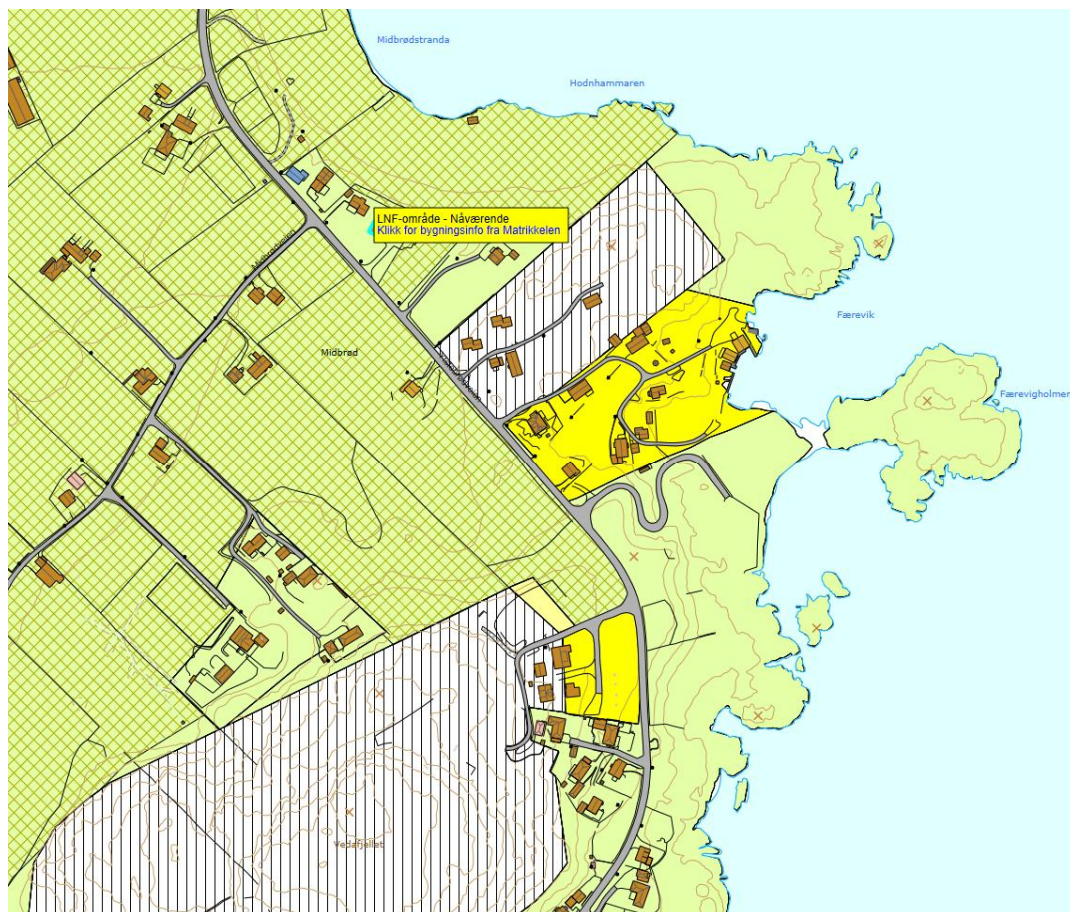 Midbrødstranda
Hodnhammaren
LNF-område - Nåværende
Klikk for bygningsinfo fra Matrikkelen
Færevik
Midbrød
Færevigholmen
Vedafjellet